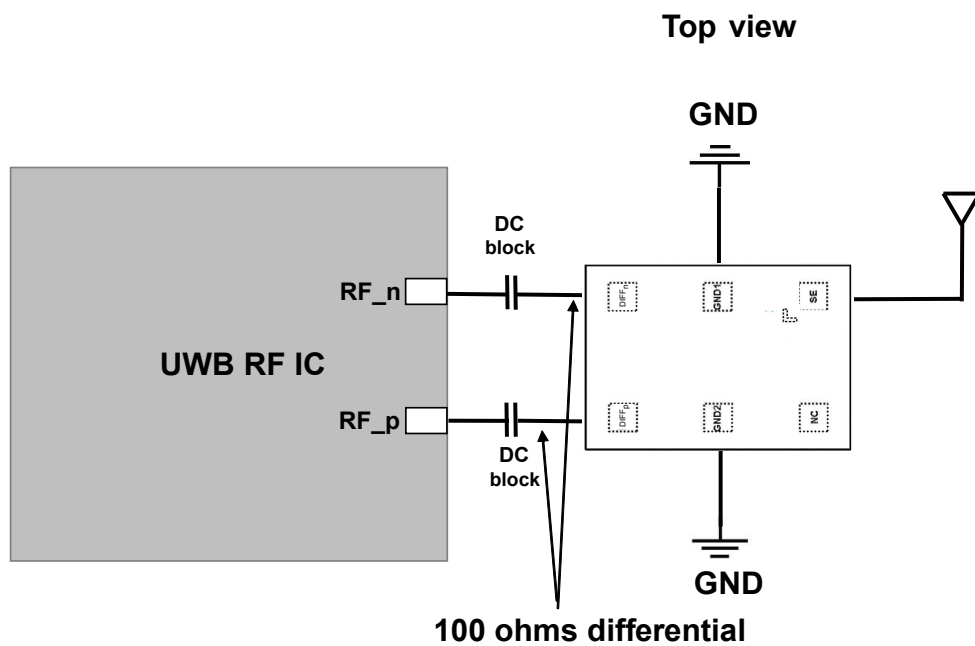 Top view
GND
DC
block
RF_n
DIFFn
GND1
SE
UWB RF IC
RF_p
DIFFp
GND2
NC
DC
block
GND
100 ohms differential